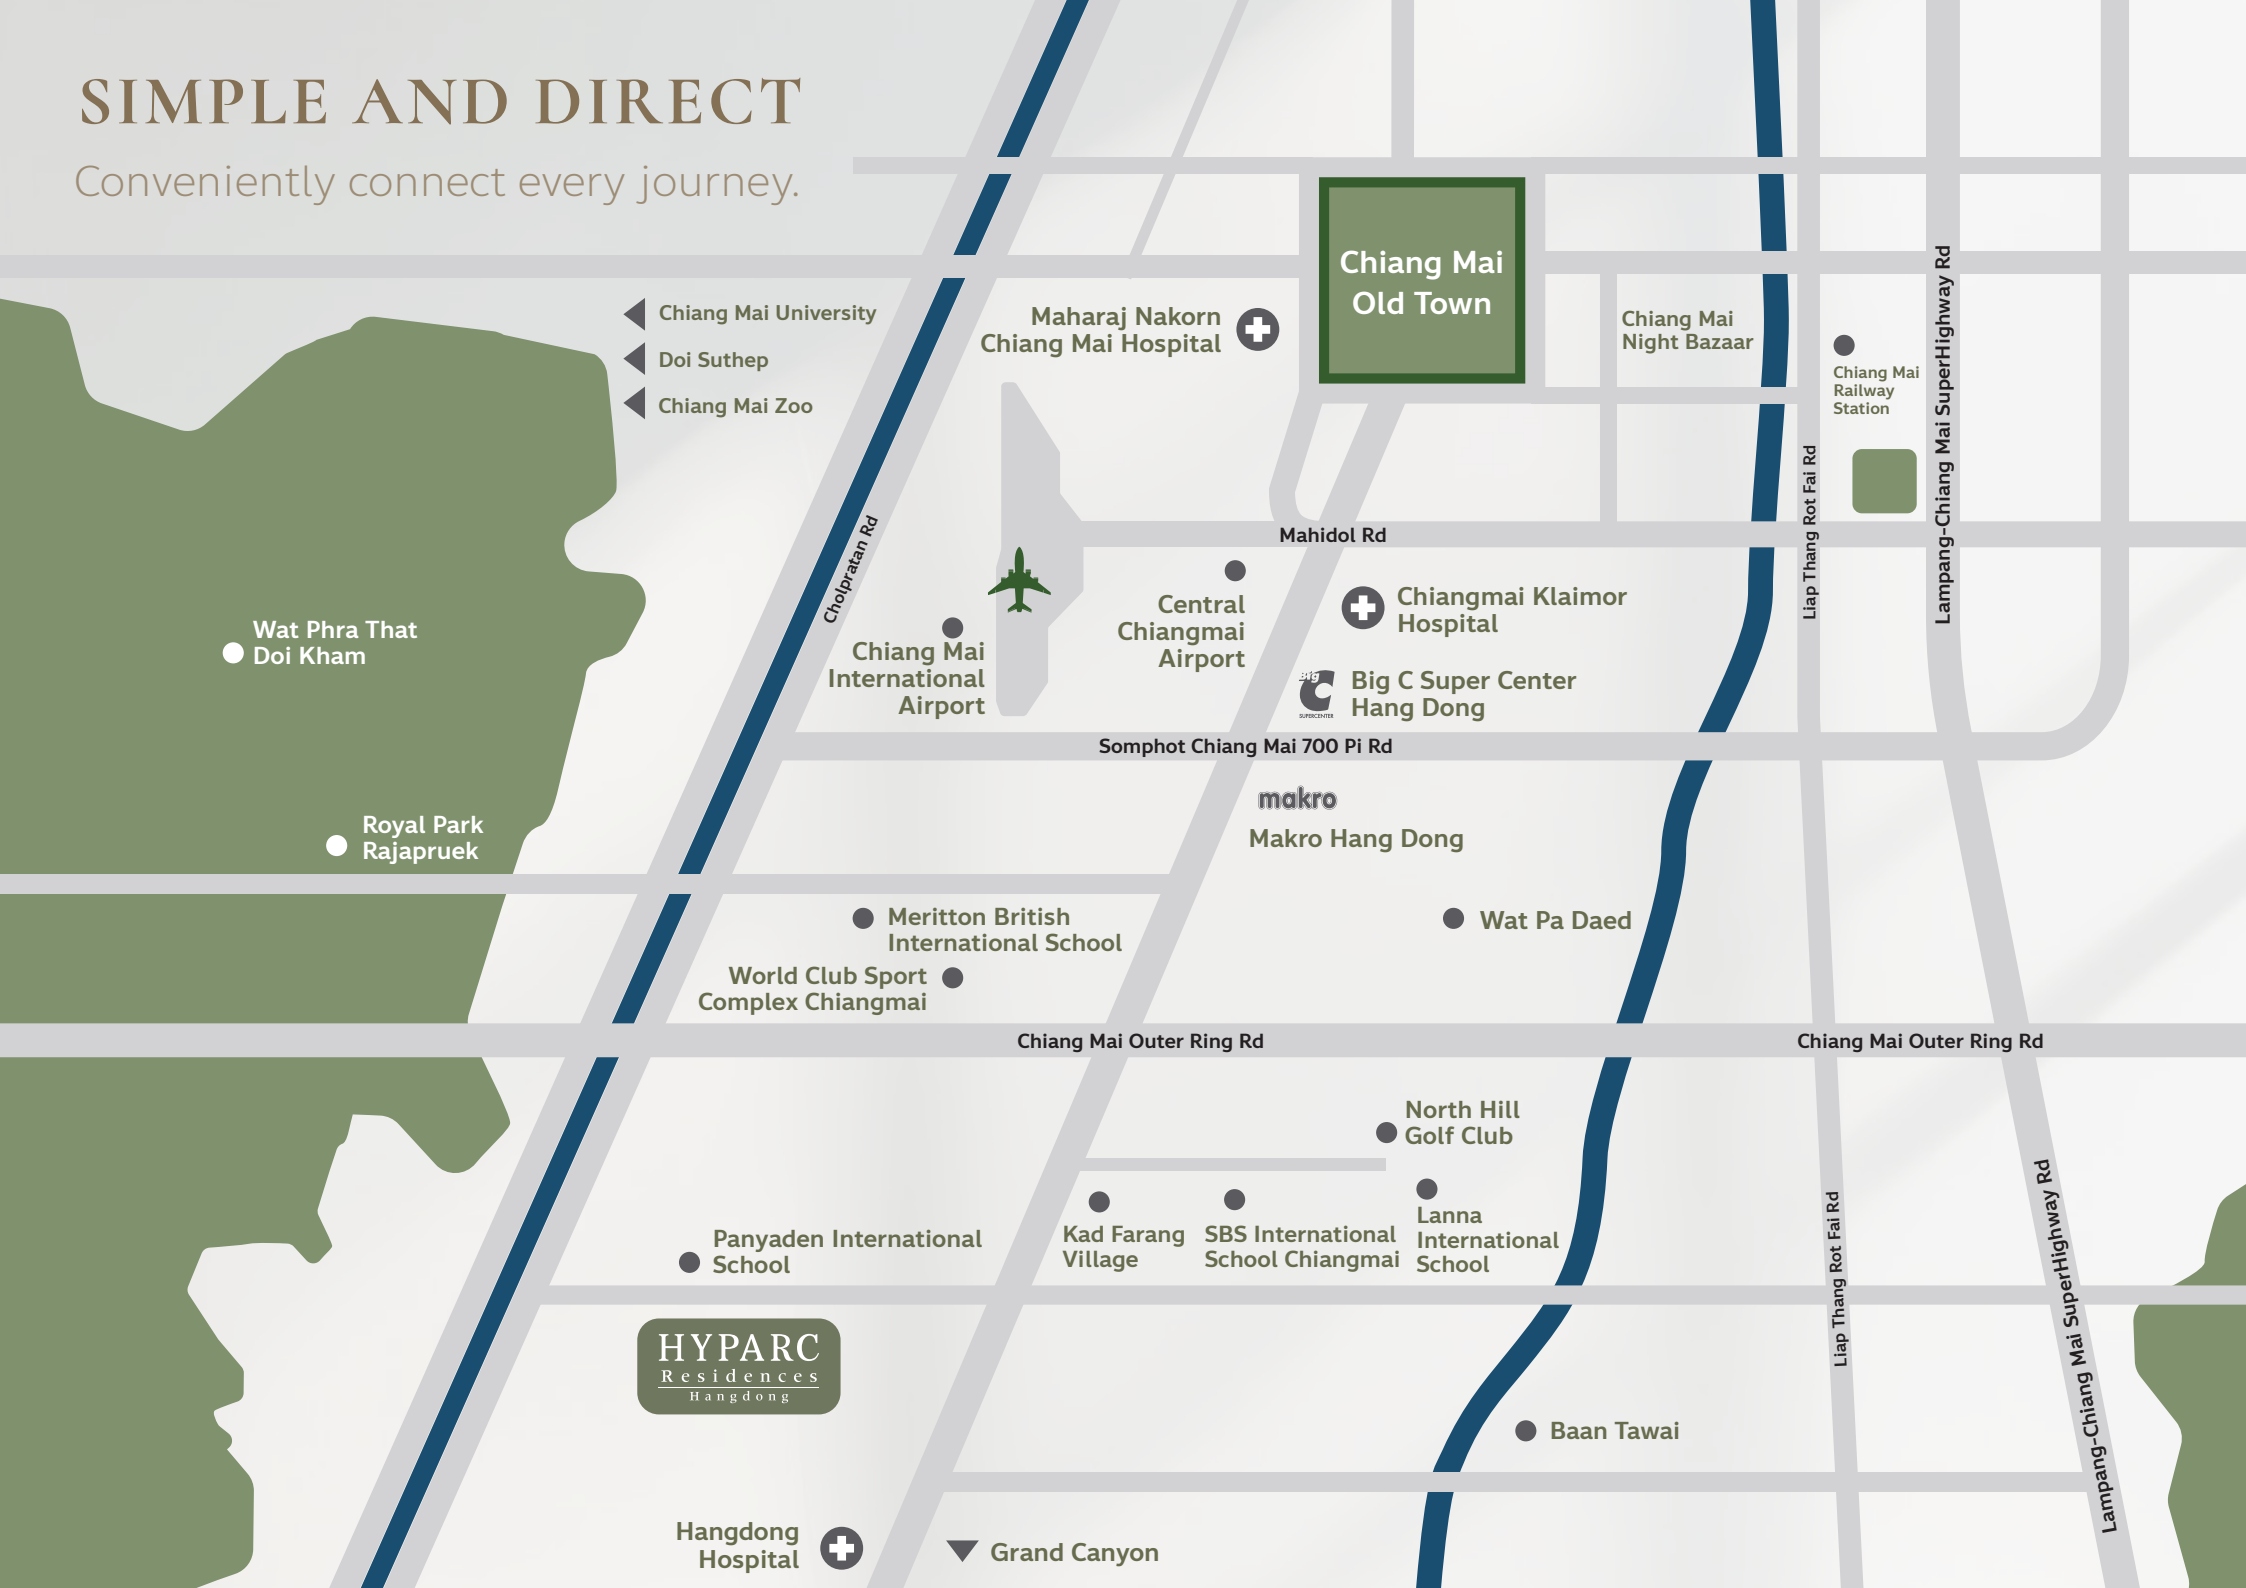 SIMPLE AND DIRECT
Conveniently connect every journey.
Chiang Mai
Old Town
Chiang Mai University
Doi Suthep
Chiang Mai Zoo
Maharaj Nakorn
Chiang Mai Hospital
Chiang Mai
Night Bazaar
Chiang Mai
Railway
Station
Lampang-Chiang Mai SuperHighway Rd
Liap Thang Rot Fai Rd
Cholpratan Rd
Mahidol Rd
Central
Chiangmai
Airport
Chiangmai Klaimor
Hospital
Chiang Mai
International
Airport
Big
C
SUPERCENTER
Big C Super Center
Hang Dong
Wat Phra That
Doi Kham
Somphot Chiang Mai 700 Pi Rd
makro
Makro Hang Dong
Royal Park
Rajapruek
Meritton British
International School
Wat Pa Daed
World Club Sport
Complex Chiangmai
Chiang Mai Outer Ring Rd
Chiang Mai Outer Ring Rd
North Hill
Golf Club
Kad Farang
Village
SBS International
School Chiangmai
Lanna
International
School
Panyaden International
School
Liap Thang Rot Fai Rd
Lampang-Chiang Mai SuperHighway Rd
HYPARC
Residences
Hangdong
Baan Tawai
Hangdong
Hospital
Grand Canyon